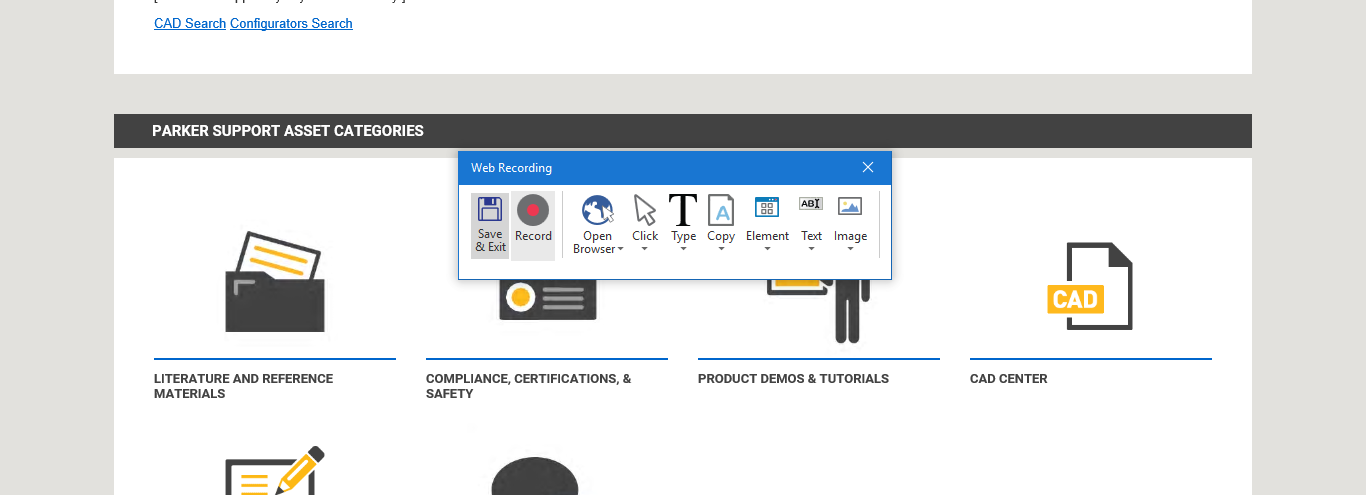 CAD Search Configurators Search
PARKER SUPPORT ASSET CATEGORIES
Web Recording
Save
& Exit
Record
Open
Browser
Click
Type
Copy
Element
Text
Image
T
A
AB
CAD
LITERATURE AND REFERENCE
MATERIALS
COMPLIANCE, CERTIFICATIONS, &
SAFETY
PRODUCT DEMOS & TUTORIALS
CAD CENTER